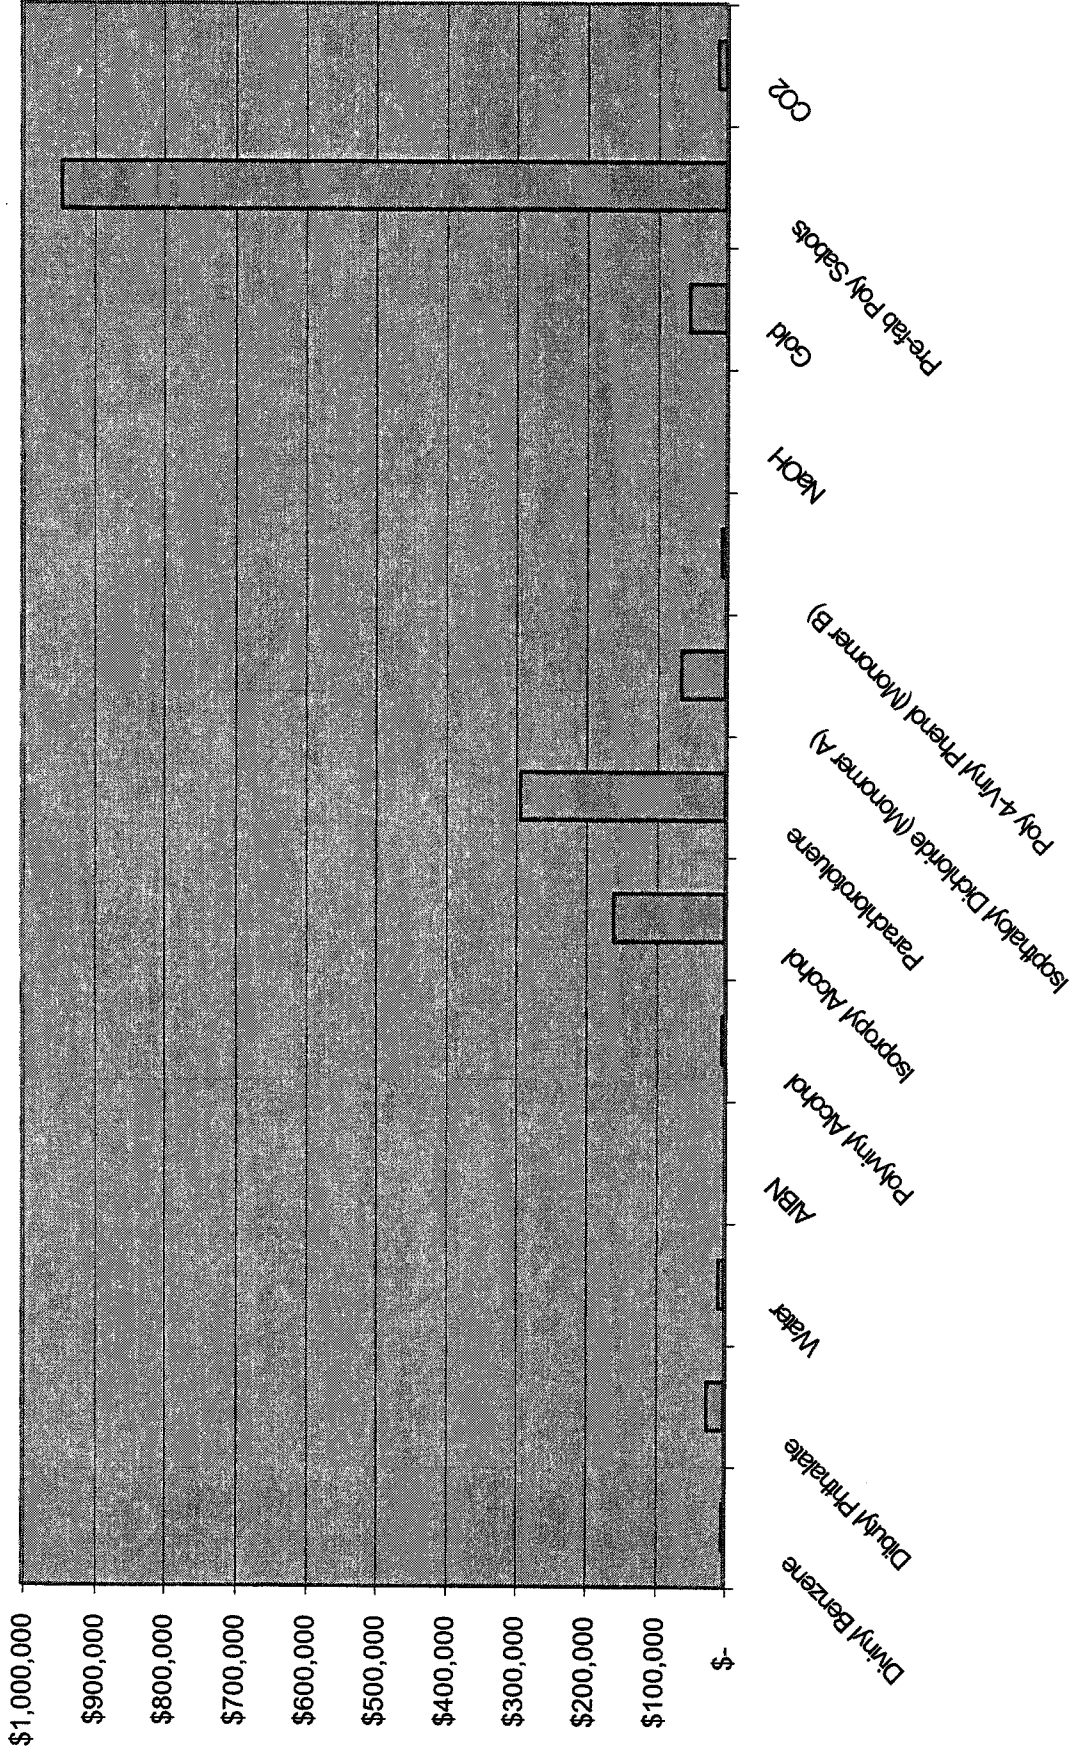 $1,000,000
$900,000
$800,000
$700,000
$600,000
$500,000
$400,000
$300,000
$200,000
$100,000
$-
Divinyl Benzene
Dibutyl Phthalate
Water
AIBN
Polyvinyl Alcohol
Isopropyl Alcohol
Parachlorotoluene
Isopthaloyl Dichloride (Monomer A)
Poly 4-Vinyl Phenol (Monomer B)
NaOH
Gold
Pre-fab Poly Sabots
CO2